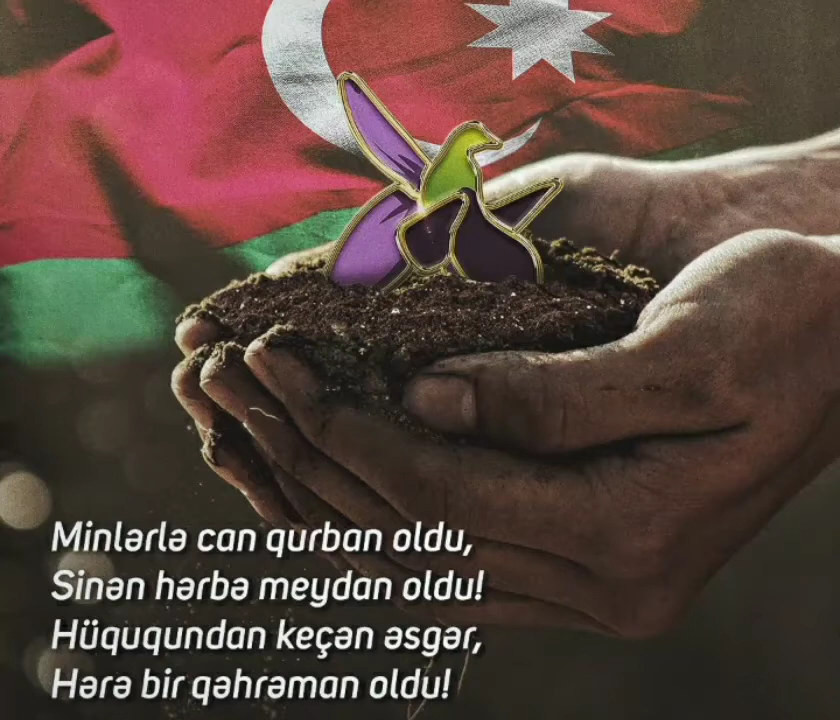 Minlərlə can qurban oldu,
Sinən hərbə meydan oldu!
Hüququndan keçən əsgər,
Hərə bir qəhrəman oldu!